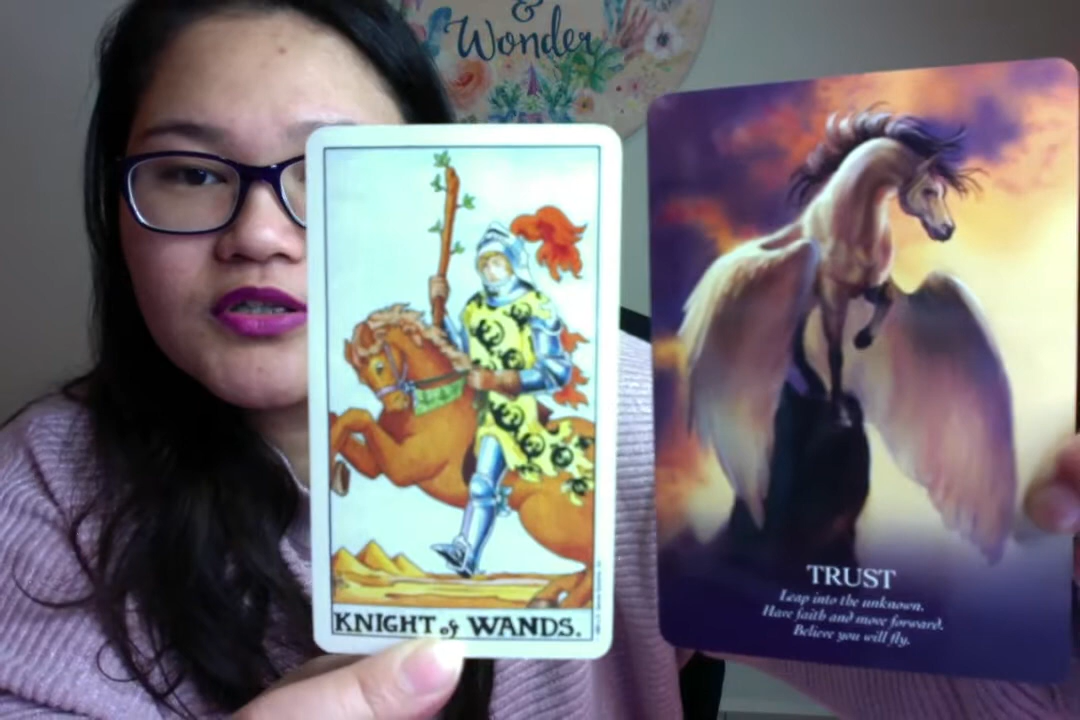 &
Wonder
KNIGHT of WANDS.
TRUST
Leap into the unknown.
Have faith and move forward.
Believe you will fly.